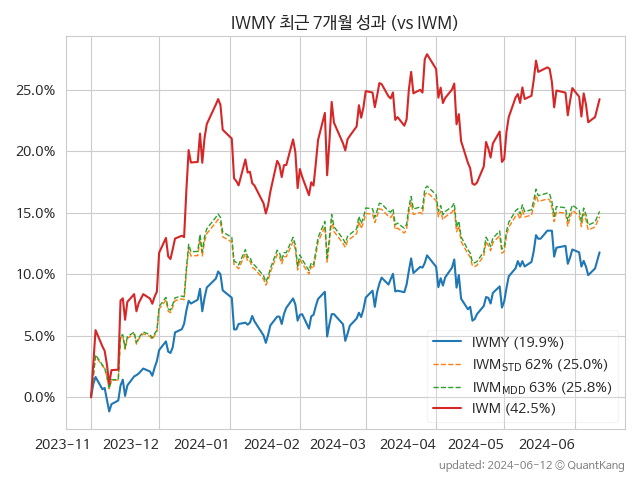 IWMY 최근 7개월 성과 (vs IWM)
25.0%
20.0%
15.0%
10.0%
5.0%
0.0%
IWMY (19.9%)
IWM_STD 62% (25.0%)
IWM_MDD 63% (25.8%)
IWM (42.5%)
2023-11 2023-12 2024-01 2024-02 2024-03 2024-04 2024-05 2024-06
updated: 2024-06-12 © QuantKang